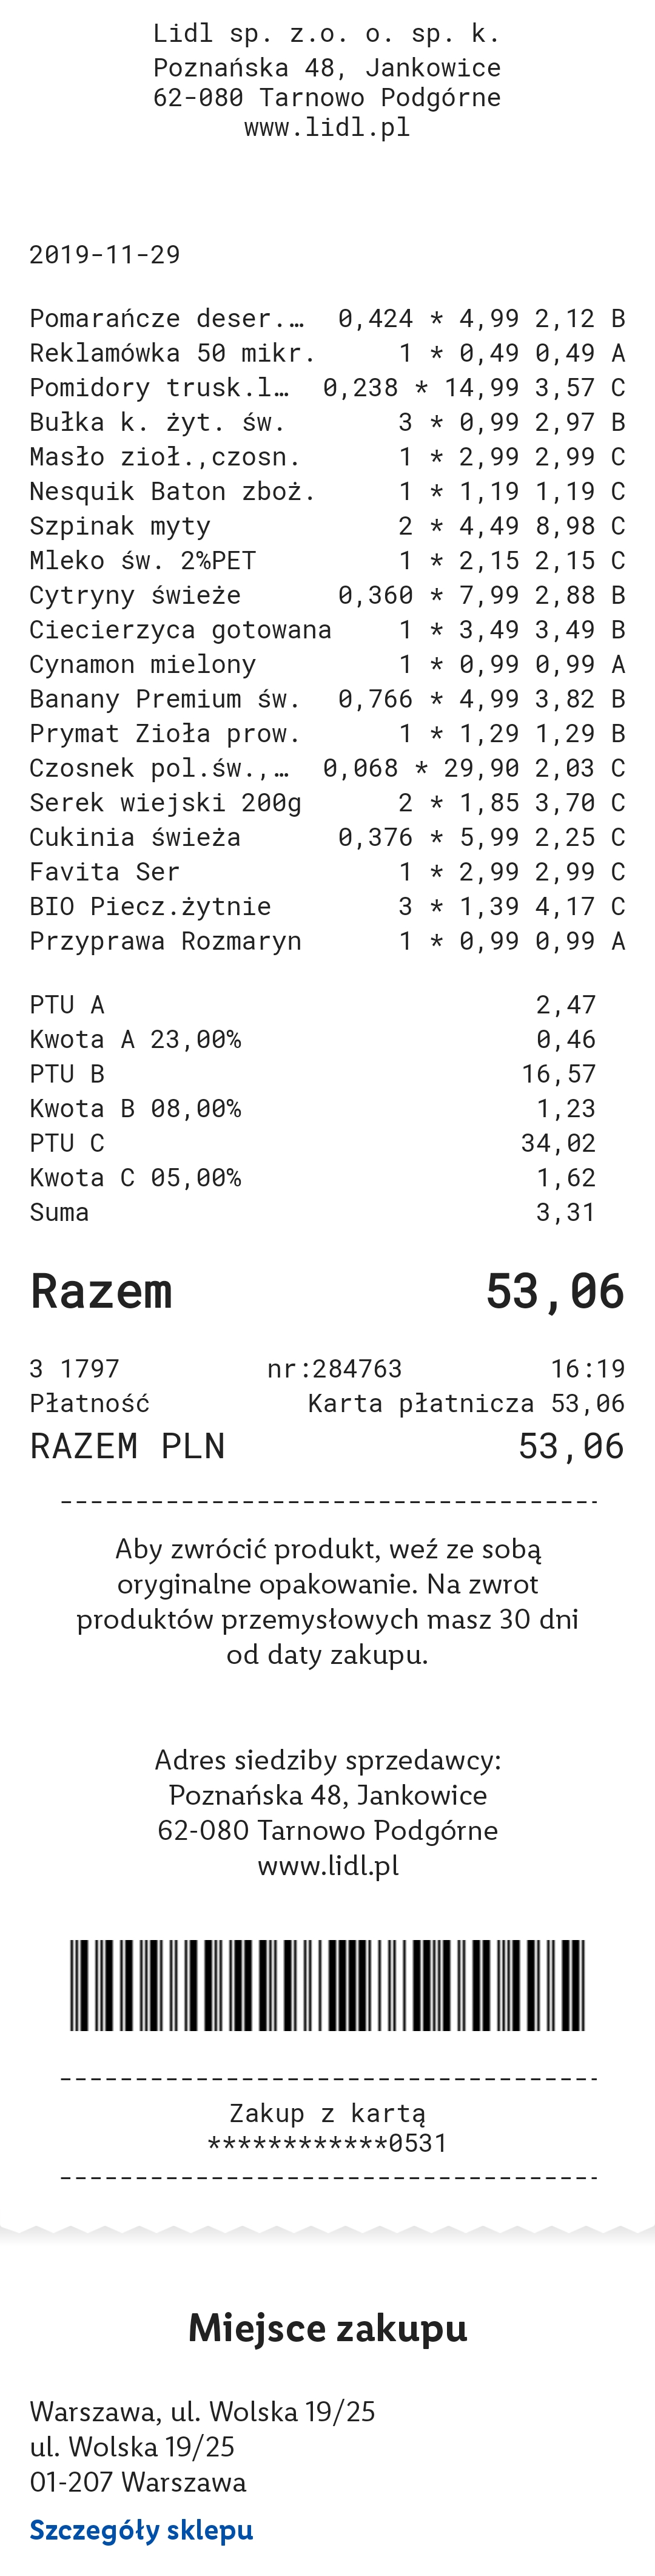 Lidl sp. z.o. o. sp. k.
Poznańska 48, Jankowice
62-080 Tarnowo Podgórne
www.lidl.pl
2019-11-29
Pomarańcze deser.… 0,424 * 4,99 2,12 B
Reklamówka 50 mikr. 1 * 0,49 0,49 A
Pomidory trusk.l… 0,238 * 14,99 3,57 C
Bułka k. żyt. św. 3 * 0,99 2,97 B
Masło zioł.,czosn. 1 * 2,99 2,99 C
Nesquik Baton zboż. 1 * 1,19 1,19 C
Szpinak myty 2 * 4,49 8,98 C
Mleko św. 2%PET 1 * 2,15 2,15 C
Cytryny świeże 0,360 * 7,99 2,88 B
Ciecierzyca gotowana 1 * 3,49 3,49 B
Cynamon mielony 1 * 0,99 0,99 A
Banany Premium św. 0,766 * 4,99 3,82 B
Prymat Zioła prow. 1 * 1,29 1,29 B
Czosnek pol.św.,… 0,068 * 29,90 2,03 C
Serek wiejski 200g 2 * 1,85 3,70 C
Cukinia świeża 0,376 * 5,99 2,25 C
Favita Ser 1 * 2,99 2,99 C
BIO Piecz.żytnie 3 * 1,39 4,17 C
Przyprawa Rozmaryn 1 * 0,99 0,99 A
PTU A 2,47
Kwota A 23,00% 0,46
PTU B 16,57
Kwota B 08,00% 1,23
PTU C 34,02
Kwota C 05,00% 1,62
Suma 3,31
Razem 53,06
3 1797 nr:284763 16:19
Płatność Karta płatnicza 53,06
RAZEM PLN 53,06
Aby zwrócić produkt, weź ze sobą
oryginalne opakowanie. Na zwrot
produktów przemysłowych masz 30 dni
od daty zakupu.
Adres siedziby sprzedawcy:
Poznańska 48, Jankowice
62-080 Tarnowo Podgórne
www.lidl.pl
Zakup z kartą
************0531
Miejsce zakupu
Warszawa, ul. Wolska 19/25
ul. Wolska 19/25
01-207 Warszawa
Szczegóły sklepu